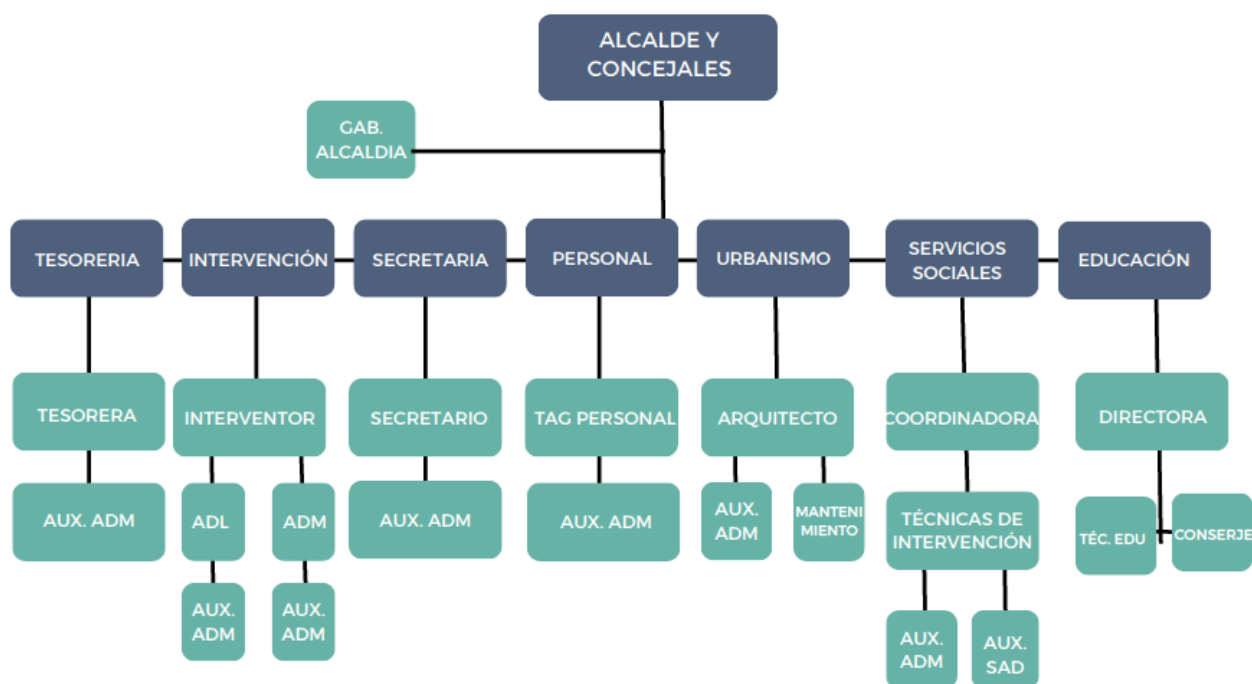 ALCALDE Y
CONCEJALES
GAB.
ALCALDIA
TESORERIA
INTERVENCIÓN
SECRETARIA
PERSONAL
URBANISMO
SERVICIOS
SOCIALES
EDUCACIÓN
TESORERA
INTERVENTOR
SECRETARIO
TAG PERSONAL
ARQUITECTO
COORDINADORA
DIRECTORA
AUX. ADM
ADL
ADM
AUX. ADM
AUX. ADM
AUX.
ADM
MANTENI
MIENTO
TÉCNICAS DE
INTERVENCIÓN
TÉC. EDU
CONSERJE
AUX.
ADM
AUX.
ADM
AUX.
ADM
AUX.
SAD